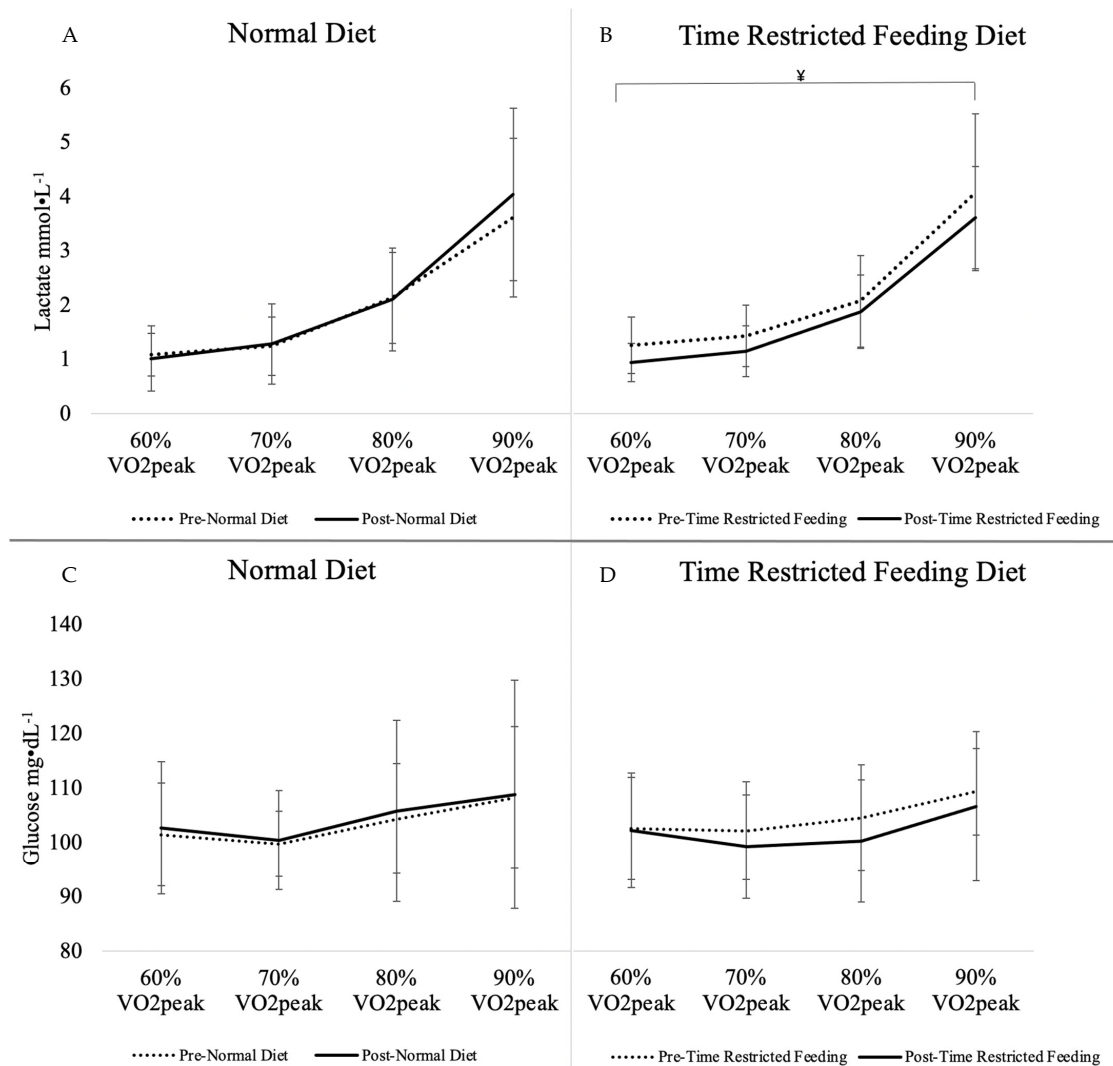 A
Normal Diet
6
5
4
3
2
1
0
Lactate mmol•L-1
60%
VO2peak
70%
VO2peak
80%
VO2peak
90%
VO2peak
Pre-Normal Diet
Post-Normal Diet
B
Time Restricted Feeding Diet
¥
60%
VO2peak
70%
VO2peak
80%
VO2peak
90%
VO2peak
Pre-Time Restricted Feeding
Post-Time Restricted Feeding
C
Normal Diet
140
130
120
110
100
90
80
Glucose mg•dL-1
60%
VO2peak
70%
VO2peak
80%
VO2peak
90%
VO2peak
Pre-Normal Diet
Post-Normal Diet
D
Time Restricted Feeding Diet
60%
VO2peak
70%
VO2peak
80%
VO2peak
90%
VO2peak
Pre-Time Restricted Feeding
Post-Time Restricted Feeding